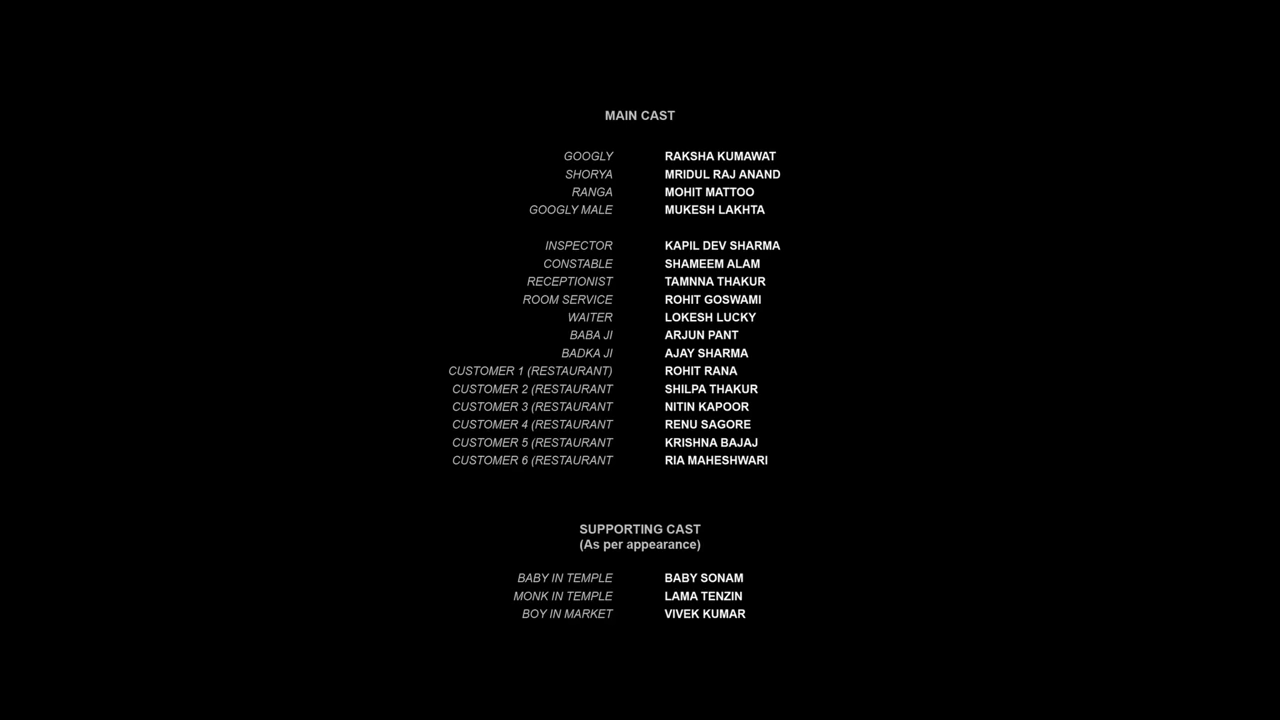 MAIN CAST
GOOGLY RAKSHA KUMAWAT
SHORYA MRIDUL RAJ ANAND
RANGA MOHIT MATTOO
GOOGLY MALE MUKESH LAKHTA
INSPECTOR KAPIL DEV SHARMA
CONSTABLE SHAMEEM ALAM
RECEPTIONIST TAMNNA THAKUR
ROOM SERVICE ROHIT GOSWAMI
WAITER LOKESH LUCKY
BABA JI ARJUN PANT
BADKA JI AJAY SHARMA
CUSTOMER 1 (RESTAURANT) ROHIT RANA
CUSTOMER 2 (RESTAURANT SHILPA THAKUR
CUSTOMER 3 (RESTAURANT NITIN KAPOOR
CUSTOMER 4 (RESTAURANT RENU SAGORE
CUSTOMER 5 (RESTAURANT KRISHNA BAJAJ
CUSTOMER 6 (RESTAURANT RIA MAHESHWARI
SUPPORTING CAST
(As per appearance)
BABY IN TEMPLE BABY SONAM
MONK IN TEMPLE LAMA TENZIN
BOY IN MARKET VIVEK KUMAR